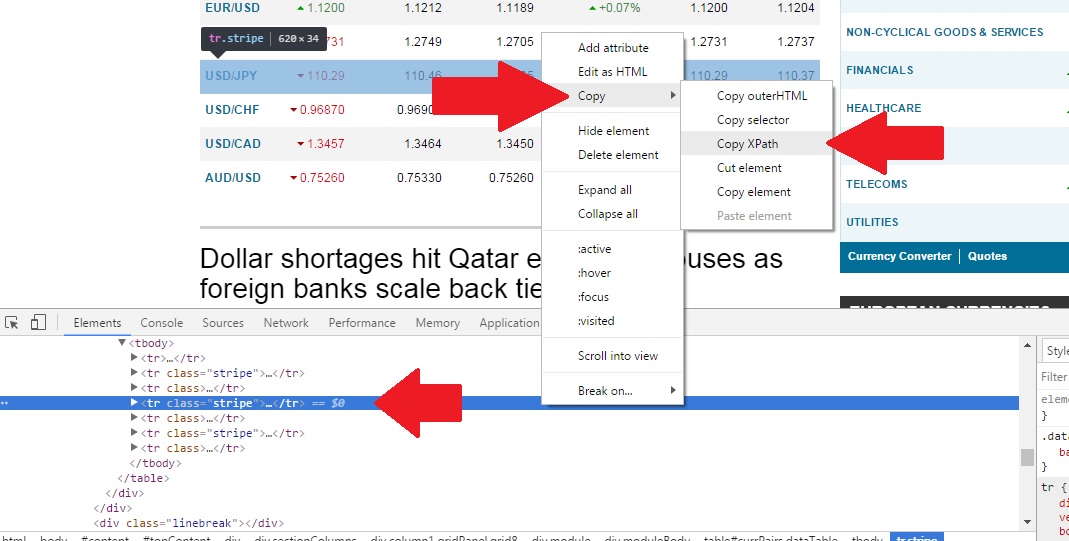 EUR/USD 1.1200 1.1212 1.1189 +0.07% 1.1200 1.1204
tr.stripe 620 × 34
731 1.2749 1.2705 1.2731 1.2737
USD/JPY 110.29 110.46 110.29 110.37
USD/CHF 0.96870 0.9690
USD/CAD 1.3457 1.3464 1.3450
AUD/USD 0.75260 0.75330 0.75260
NON-CYCLICAL GOODS & SERVICES
FINANCIALS
HEALTHCARE
TELECOMS
UTILITIES
Currency Converter Quotes
EUROPEAN CURRENCIES
Add attribute
Edit as HTML
Copy
Hide element
Delete element
Expand all
Collapse all
:active
:hover
:focus
:visited
Scroll into view
Break on...
Copy outerHTML
Copy selector
Copy XPath
Cut element
Copy element
Paste element
Dollar shortages hit Qatar e ouses as
foreign banks scale back tie
Elements Console Sources Network Performance Memory Application
▼<tbody>
▶<tr>…</tr>
▶<tr class="stripe">…</tr>
▶<tr class>…</tr>
▶<tr class="stripe">…</tr> == $0
▶<tr class>…</tr>
▶<tr class="stripe">…</tr>
▶<tr class>…</tr>
</tbody>
</table>
</div>
</div>
<div class="linebreak"></div>
Style
Filter
eleme
}
.data
ba
}
tr {
di
ve
bo
html body #content #topContent div div.sectionColumns div.column1.gridPanel.grid8 div.module div.moduleBody table#currPairs.dataTable tbody tr.stripe